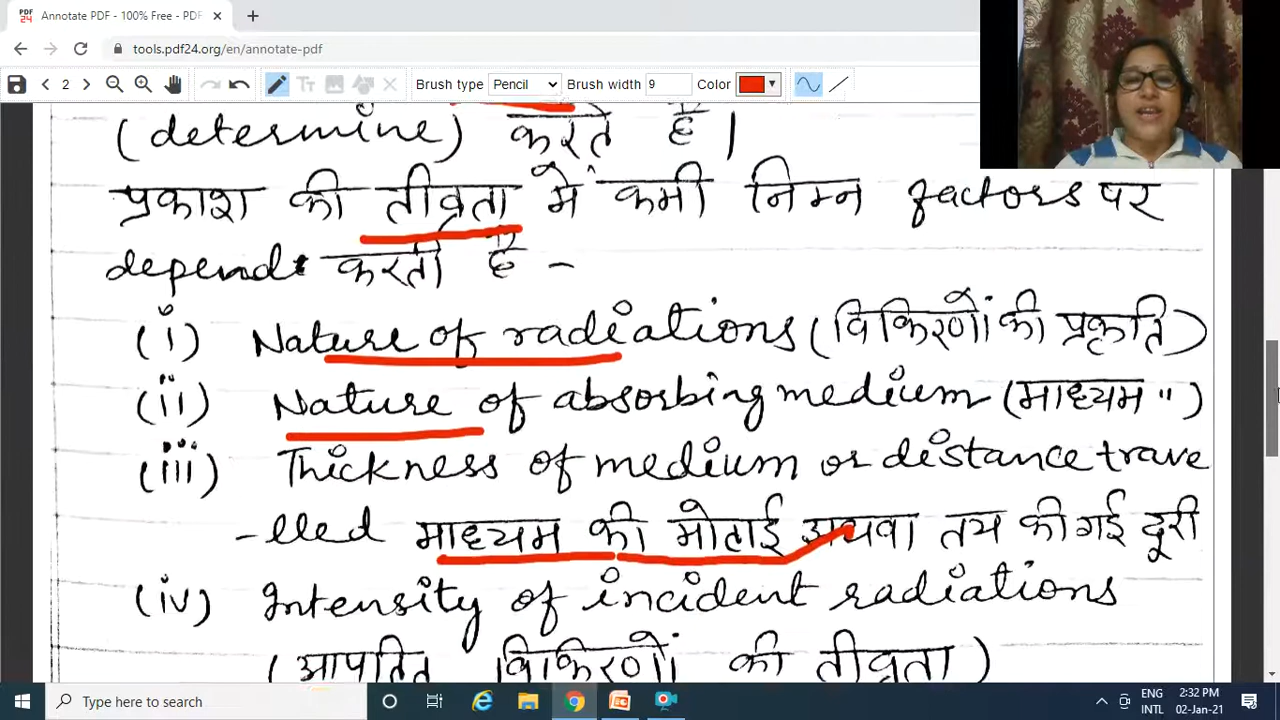 Annotate PDF - 100% Free - PDF
tools.pdf24.org/en/annotate-pdf
2 Brush type Pencil Brush width 9 Color
(determine) करते हैं।
प्रकाश की तीव्रता में कमी निम्न factors पर
depend करती है -
(i) Nature of radiations (विकिरणों की प्रकृति)
(ii) Nature of absorbing medium (माध्यम " )
(iii) Thickness of medium or distance trave
-lled माध्यम की मोटाई अथवा तय की गई दूरी
(iv) Intensity of incident radiations
(आपतित विकिरणों की तीव्रता)
Type here to search
ENG
INTL
2:32 PM
02-Jan-21